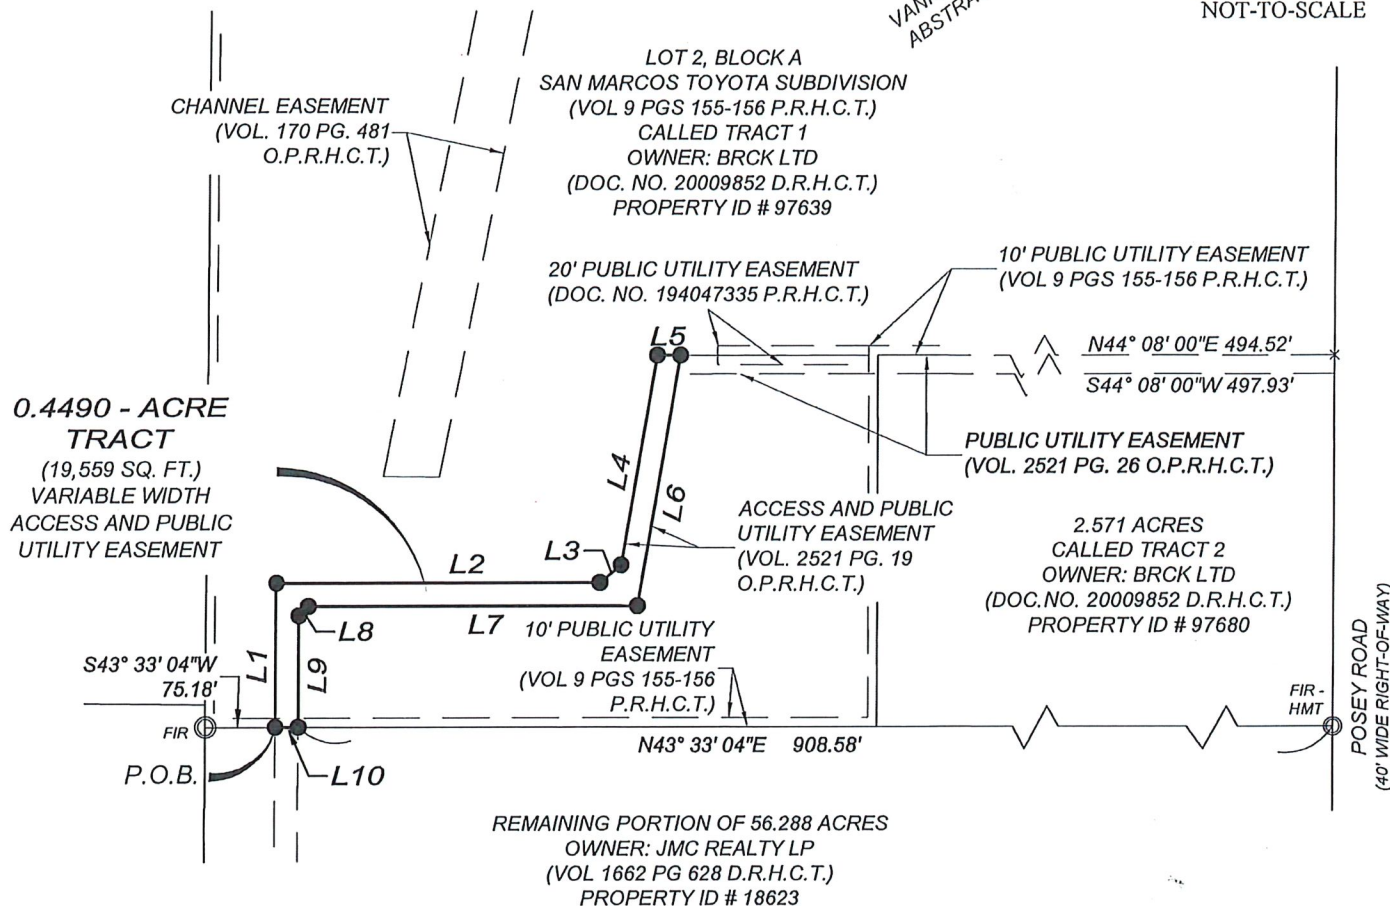 VAN
ABSTRA
NOT-TO-SCALE
LOT 2, BLOCK A
SAN MARCOS TOYOTA SUBDIVISION
(VOL 9 PGS 155-156 P.R.H.C.T.)
CALLED TRACT 1
OWNER: BRCK LTD
(DOC. NO. 20009852 D.R.H.C.T.)
PROPERTY ID # 97639
CHANNEL EASEMENT
(VOL. 170 PG. 481
O.P.R.H.C.T.)
20' PUBLIC UTILITY EASEMENT
(DOC. NO. 194047335 P.R.H.C.T.)
10' PUBLIC UTILITY EASEMENT
(VOL 9 PGS 155-156 P.R.H.C.T.)
L5
N44° 08' 00"E 494.52'
S44° 08' 00"W 497.93'
0.4490 - ACRE
TRACT
(19,559 SQ. FT.)
VARIABLE WIDTH
ACCESS AND PUBLIC
UTILITY EASEMENT
PUBLIC UTILITY EASEMENT
(VOL. 2521 PG. 26 O.P.R.H.C.T.)
L4
L6
ACCESS AND PUBLIC
UTILITY EASEMENT
(VOL. 2521 PG. 19
O.P.R.H.C.T.)
2.571 ACRES
CALLED TRACT 2
OWNER: BRCK LTD
(DOC.NO. 20009852 D.R.H.C.T.)
PROPERTY ID # 97680
L3
L2
L7
L8
L1
L9
10' PUBLIC UTILITY
EASEMENT
(VOL 9 PGS 155-156
P.R.H.C.T.)
S43° 33' 04"W
75.18'
FIR
P.O.B.
L10
N43° 33' 04"E 908.58'
FIR -
HMT
POSEY ROAD
(40' WIDE RIGHT-OF-WAY)
REMAINING PORTION OF 56.288 ACRES
OWNER: JMC REALTY LP
(VOL 1662 PG 628 D.R.H.C.T.)
PROPERTY ID # 18623